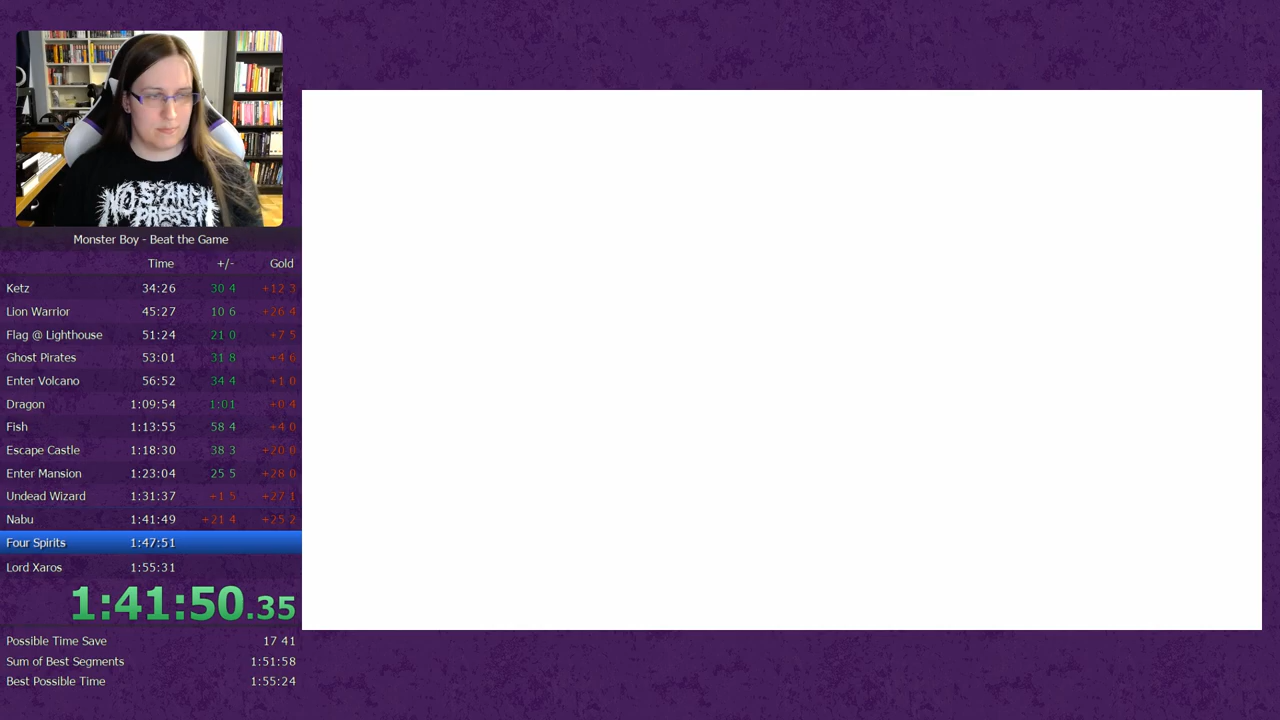 NO STARCH
PRESS
Monster Boy - Beat the Game
Time +/- Gold
Ketz 34:26 30 4 +12 3
Lion Warrior 45:27 10 6 +26 4
Flag @ Lighthouse 51:24 21 0 +7 5
Ghost Pirates 53:01 31 8 +4 6
Enter Volcano 56:52 34 4 +1 0
Dragon 1:09:54 1:01 +0 4
Fish 1:13:55 58 4 +4 0
Escape Castle 1:18:30 38 3 +20 0
Enter Mansion 1:23:04 25 5 +28 0
Undead Wizard 1:31:37 +1 5 +27 1
Nabu 1:41:49 +21 4 +25 2
Four Spirits 1:47:51
Lord Xaros 1:55:31
1:41:50.35
Possible Time Save 17 41
Sum of Best Segments 1:51:58
Best Possible Time 1:55:24